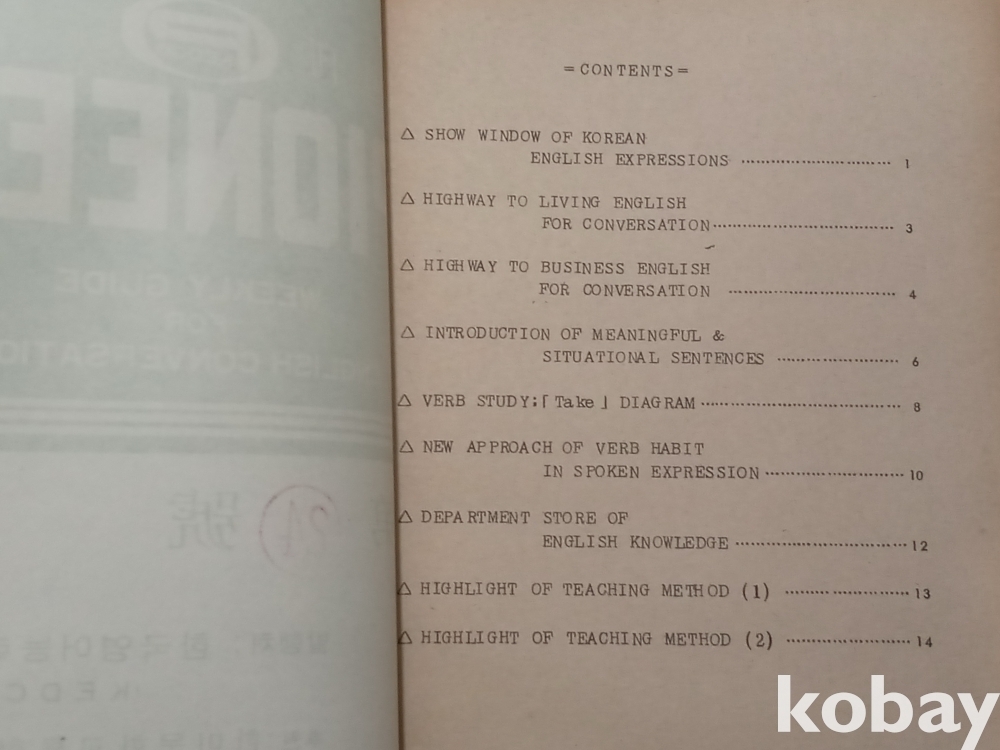 =CONTENTS=
△ SHOW WINDOW OF KOREAN
ENGLISH EXPRESSIONS ······························ 1
△ HIGHWAY TO LIVING ENGLISH
FOR CONVERSATION ······························ 3
△ HIGHWAY TO BUSINESS ENGLISH
FOR CONVERSATION ······························ 4
△ INTRODUCTION OF MEANINGFUL &
SITUATIONAL SENTENCES ······················ 6
△ VERB STUDY;「Take」DIAGRAM ······························ 8
△ NEW APPROACH OF VERB HABIT
IN SPOKEN EXPRESSION ························ 10
△ DEPARTMENT STORE OF
ENGLISH KNOWLEDGE ······························ 12
△ HIGHLIGHT OF TEACHING METHOD (1) ······················ 13
△ HIGHLIGHT OF TEACHING METHOD (2) ······················ 14
kobay